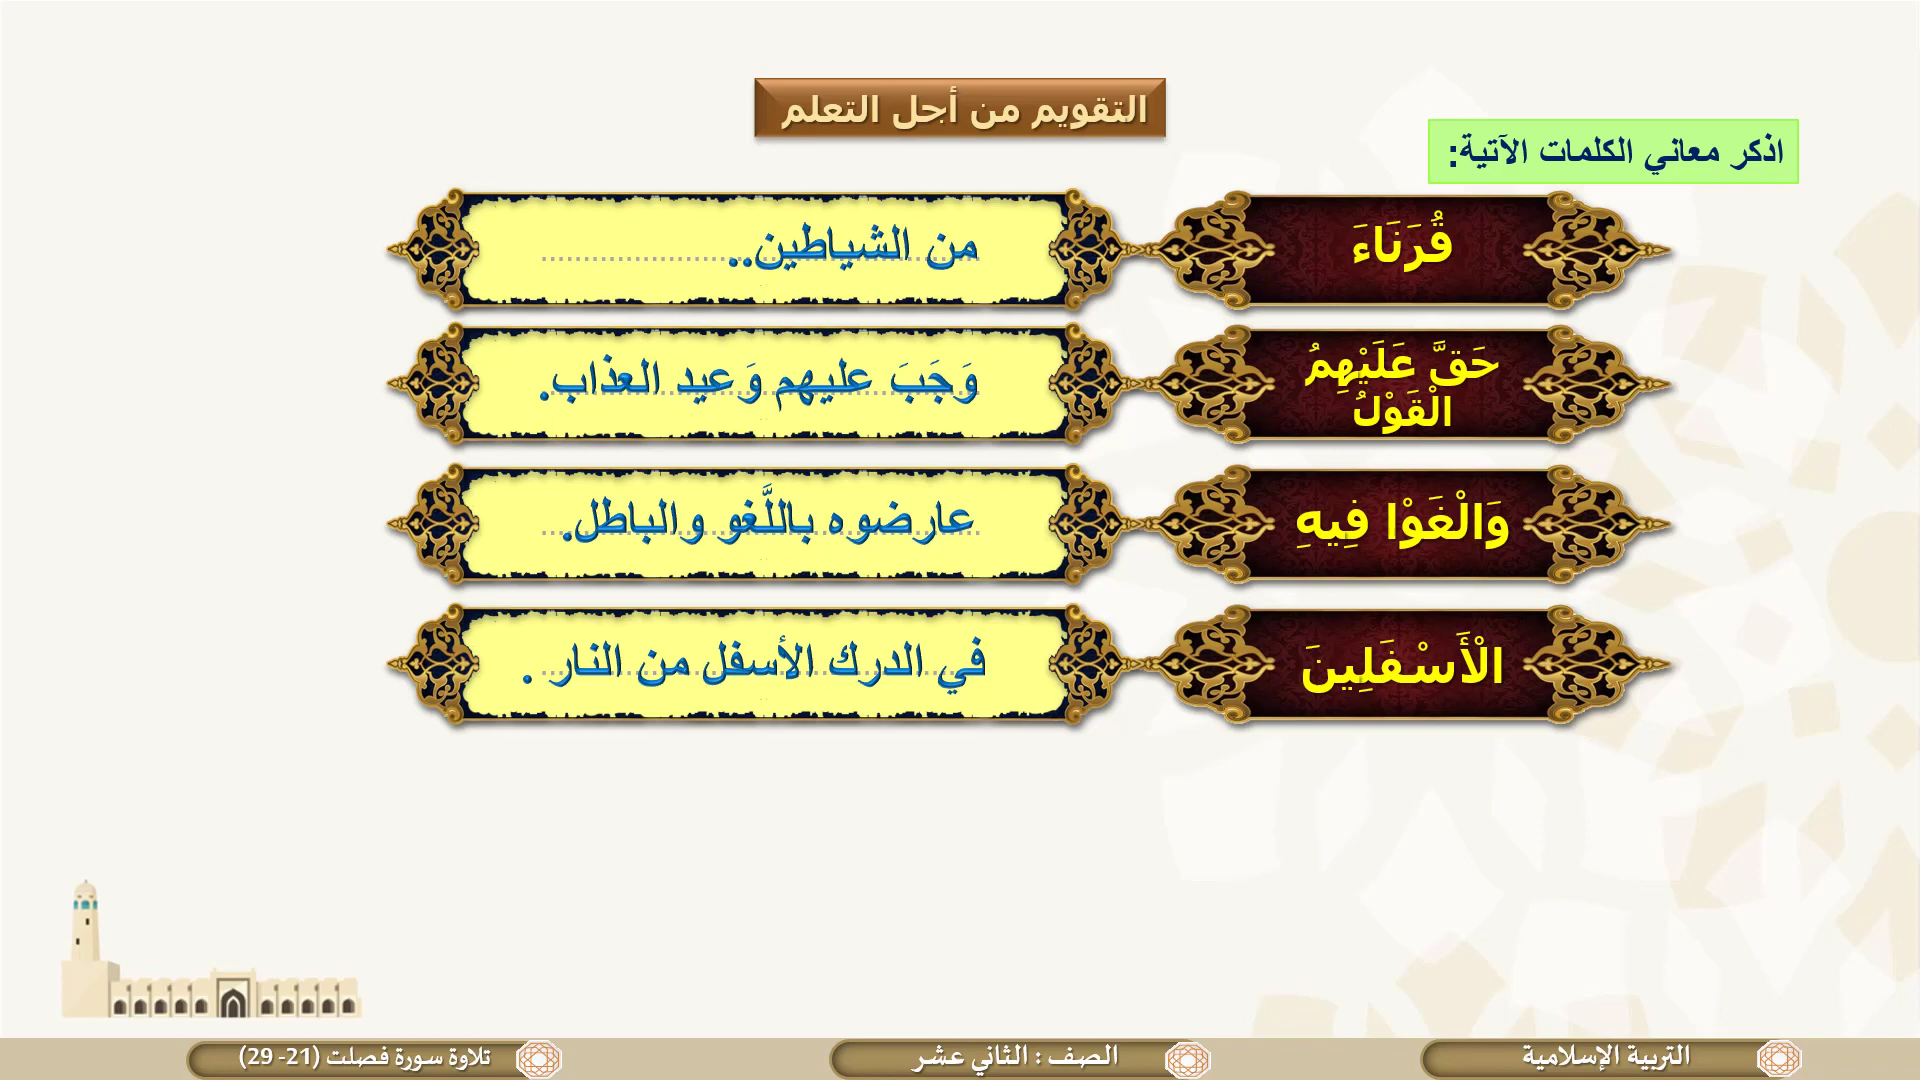 التقويم من أجل التعلم
اذكر معاني الكلمات الآتية:
قُرَنَاءَ
من الشياطين..
حَقَّ عَلَيْهِمُ
الْقَوْلُ
وَجَبَ عليهم وَعيد العذاب.
وَالْغَوْا فِيهِ
عارضوه باللَّغو والباطل.
الْأَسْفَلِينَ
في الدرك الأسفل من النار .
التربية الإسلامية
الصف : الثاني عشر
تلاوة سورة فصلت (21- 29)